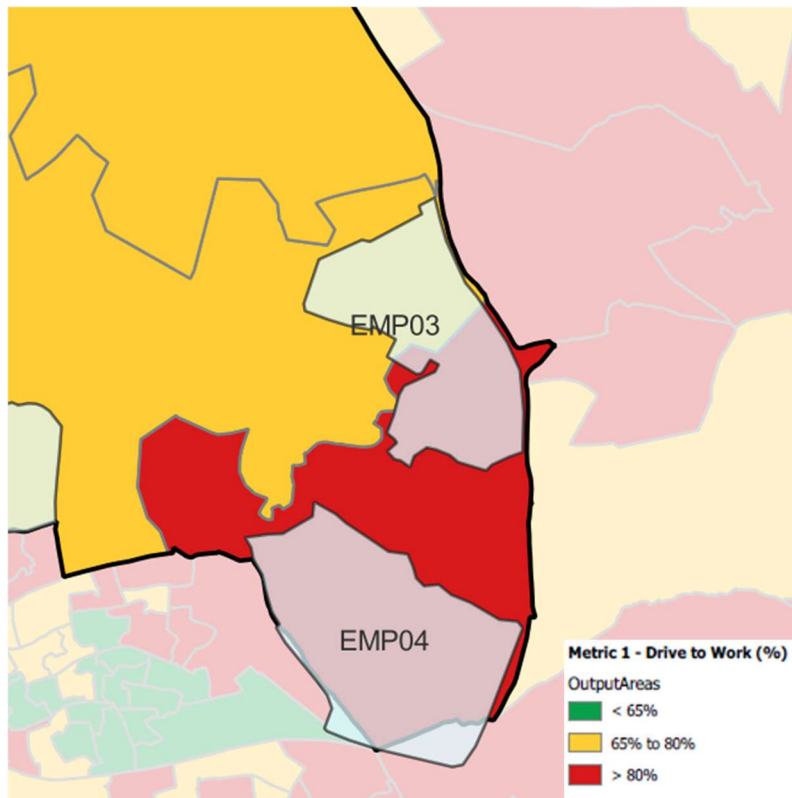 EMP03
EMP04
Metric 1 - Drive to Work (%)
OutputAreas
< 65%
65% to 80%
> 80%